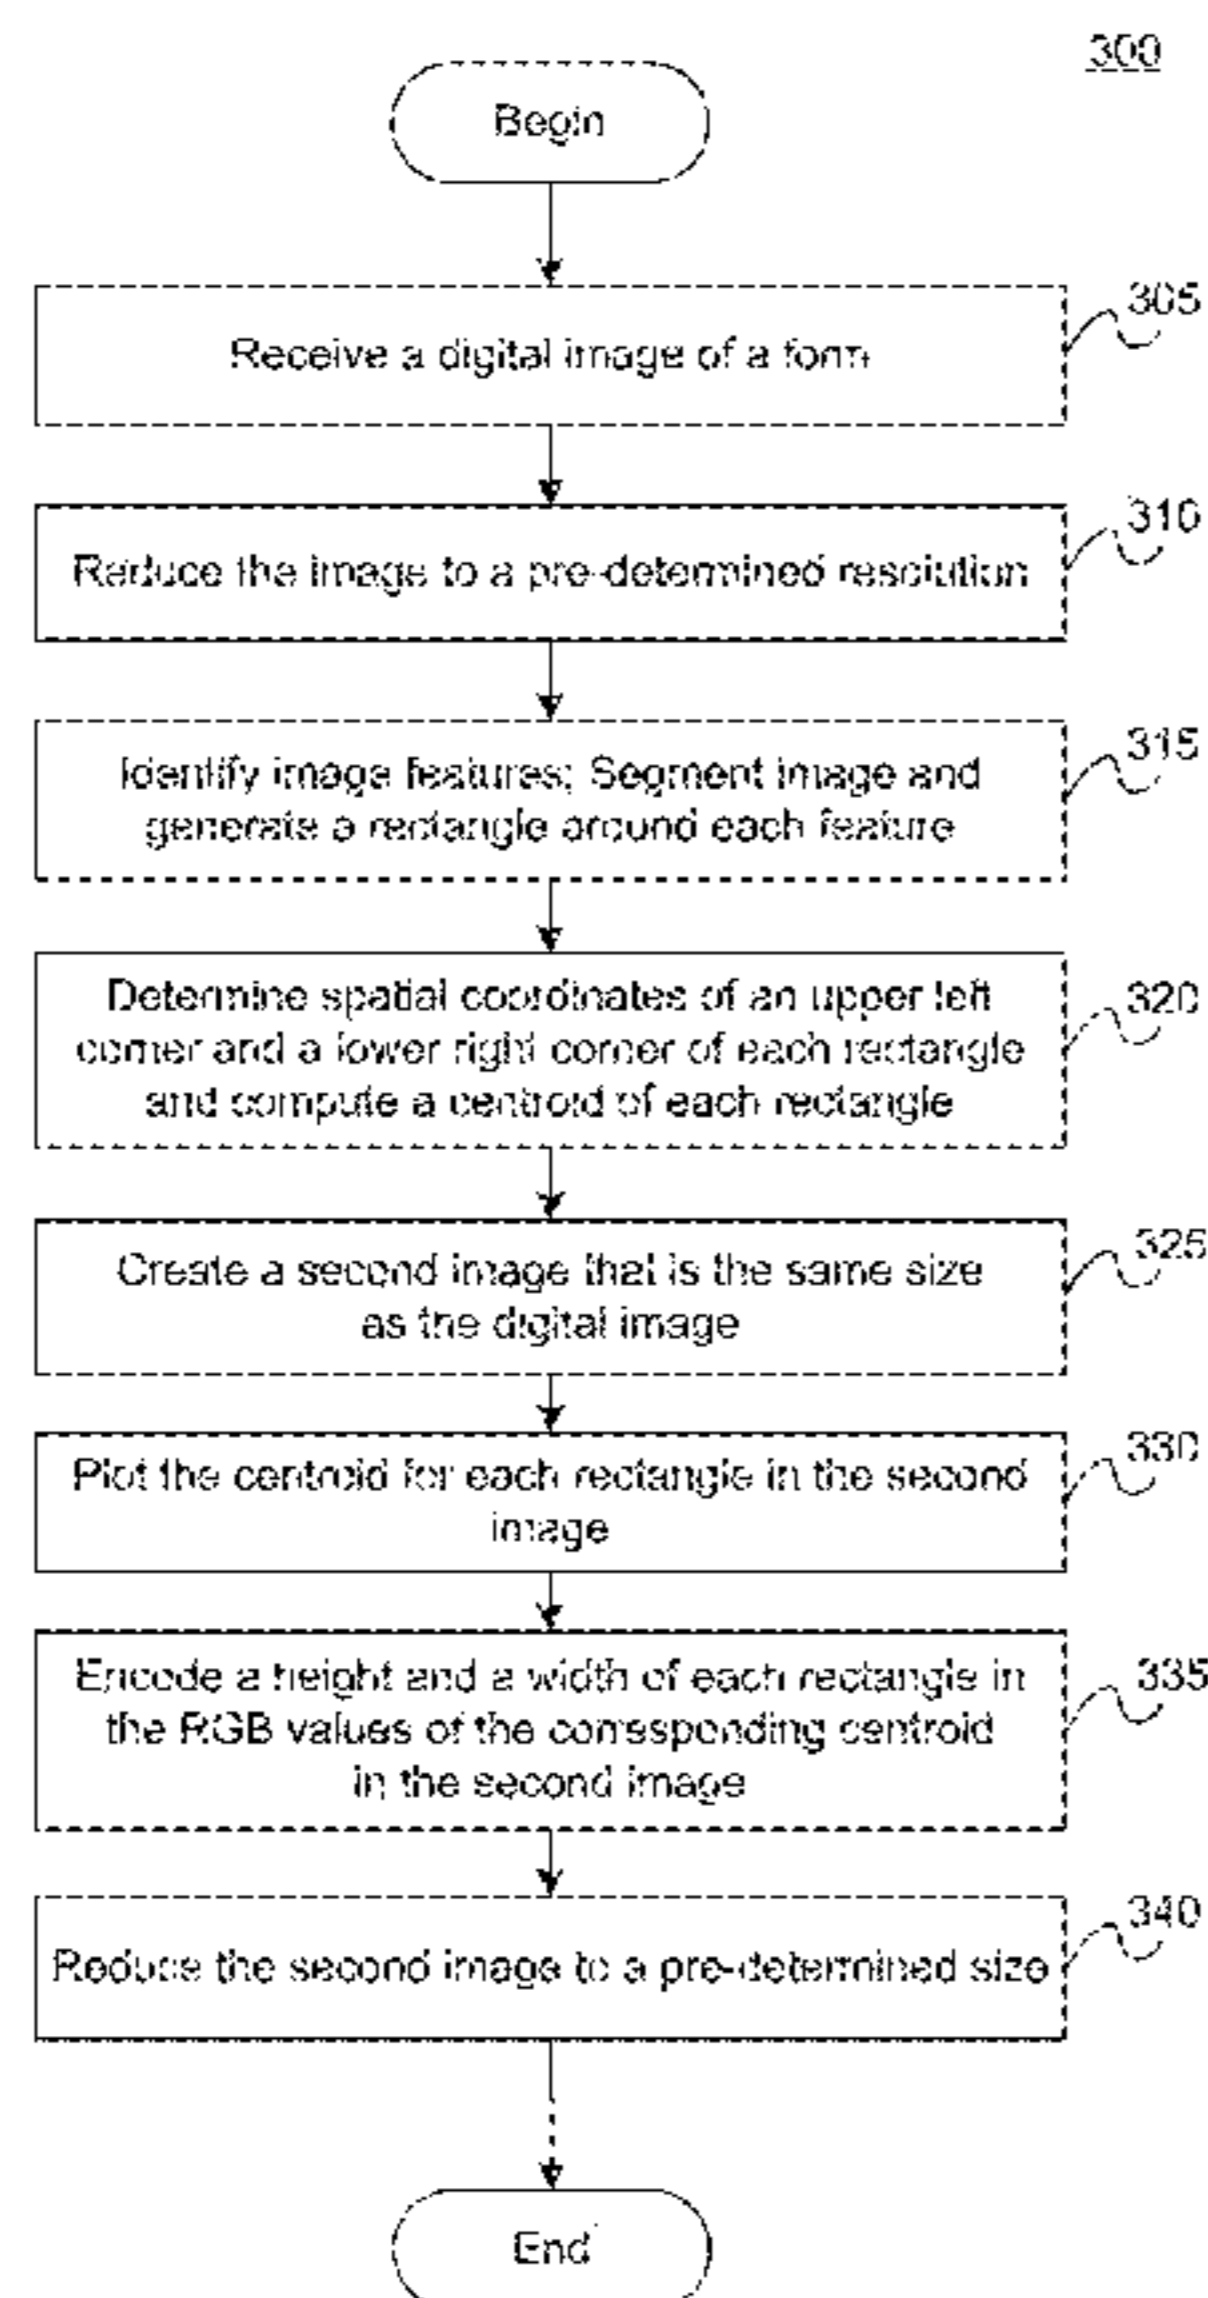 300
Begin
305
Receive a digital image of a form
310
Reduce the image to a pre-determined resolution
315
Identify image features; Segment image and
generate a rectangle around each feature
320
Determine spatial coordinates of an upper left
corner and a lower right corner of each rectangle
and compute a centroid of each rectangle
325
Create a second image that is the same size
as the digital image
330
Plot the centroid for each rectangle in the second
image
335
Encode a height and a width of each rectangle in
the RGB values of the corresponding centroid
in the second image
340
Reduce the second image to a pre-determined size
End